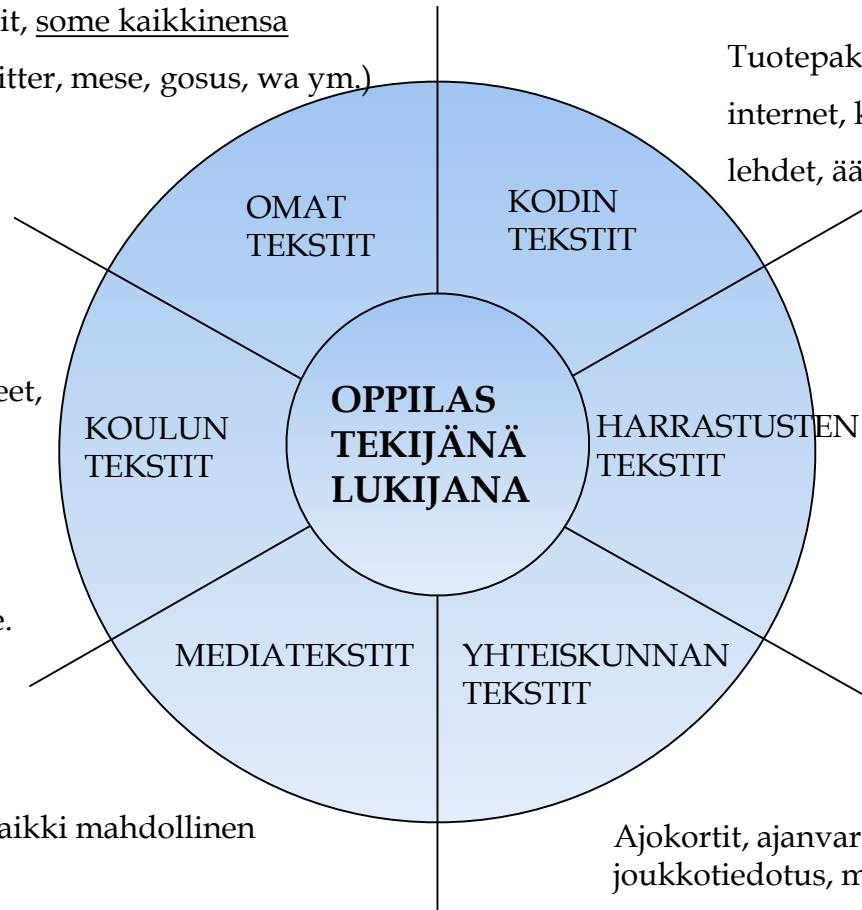 it, some kaikkinensa
itter, mese, gosus, wa ym.)
Tuotepak
internet, k
lehdet, ää
OMAT
TEKSTIT
KODIN
TEKSTIT
eet,
KOULUN
TEKSTIT
OPPILAS
TEKIJÄNÄ
LUKIJANA
HARRASTUSTEN
TEKSTIT
e.
MEDIATEKSTIT
YHTEISKUNNAN
TEKSTIT
aikki mahdollinen
Ajokortit, ajanvar
joukkotiedotus, m